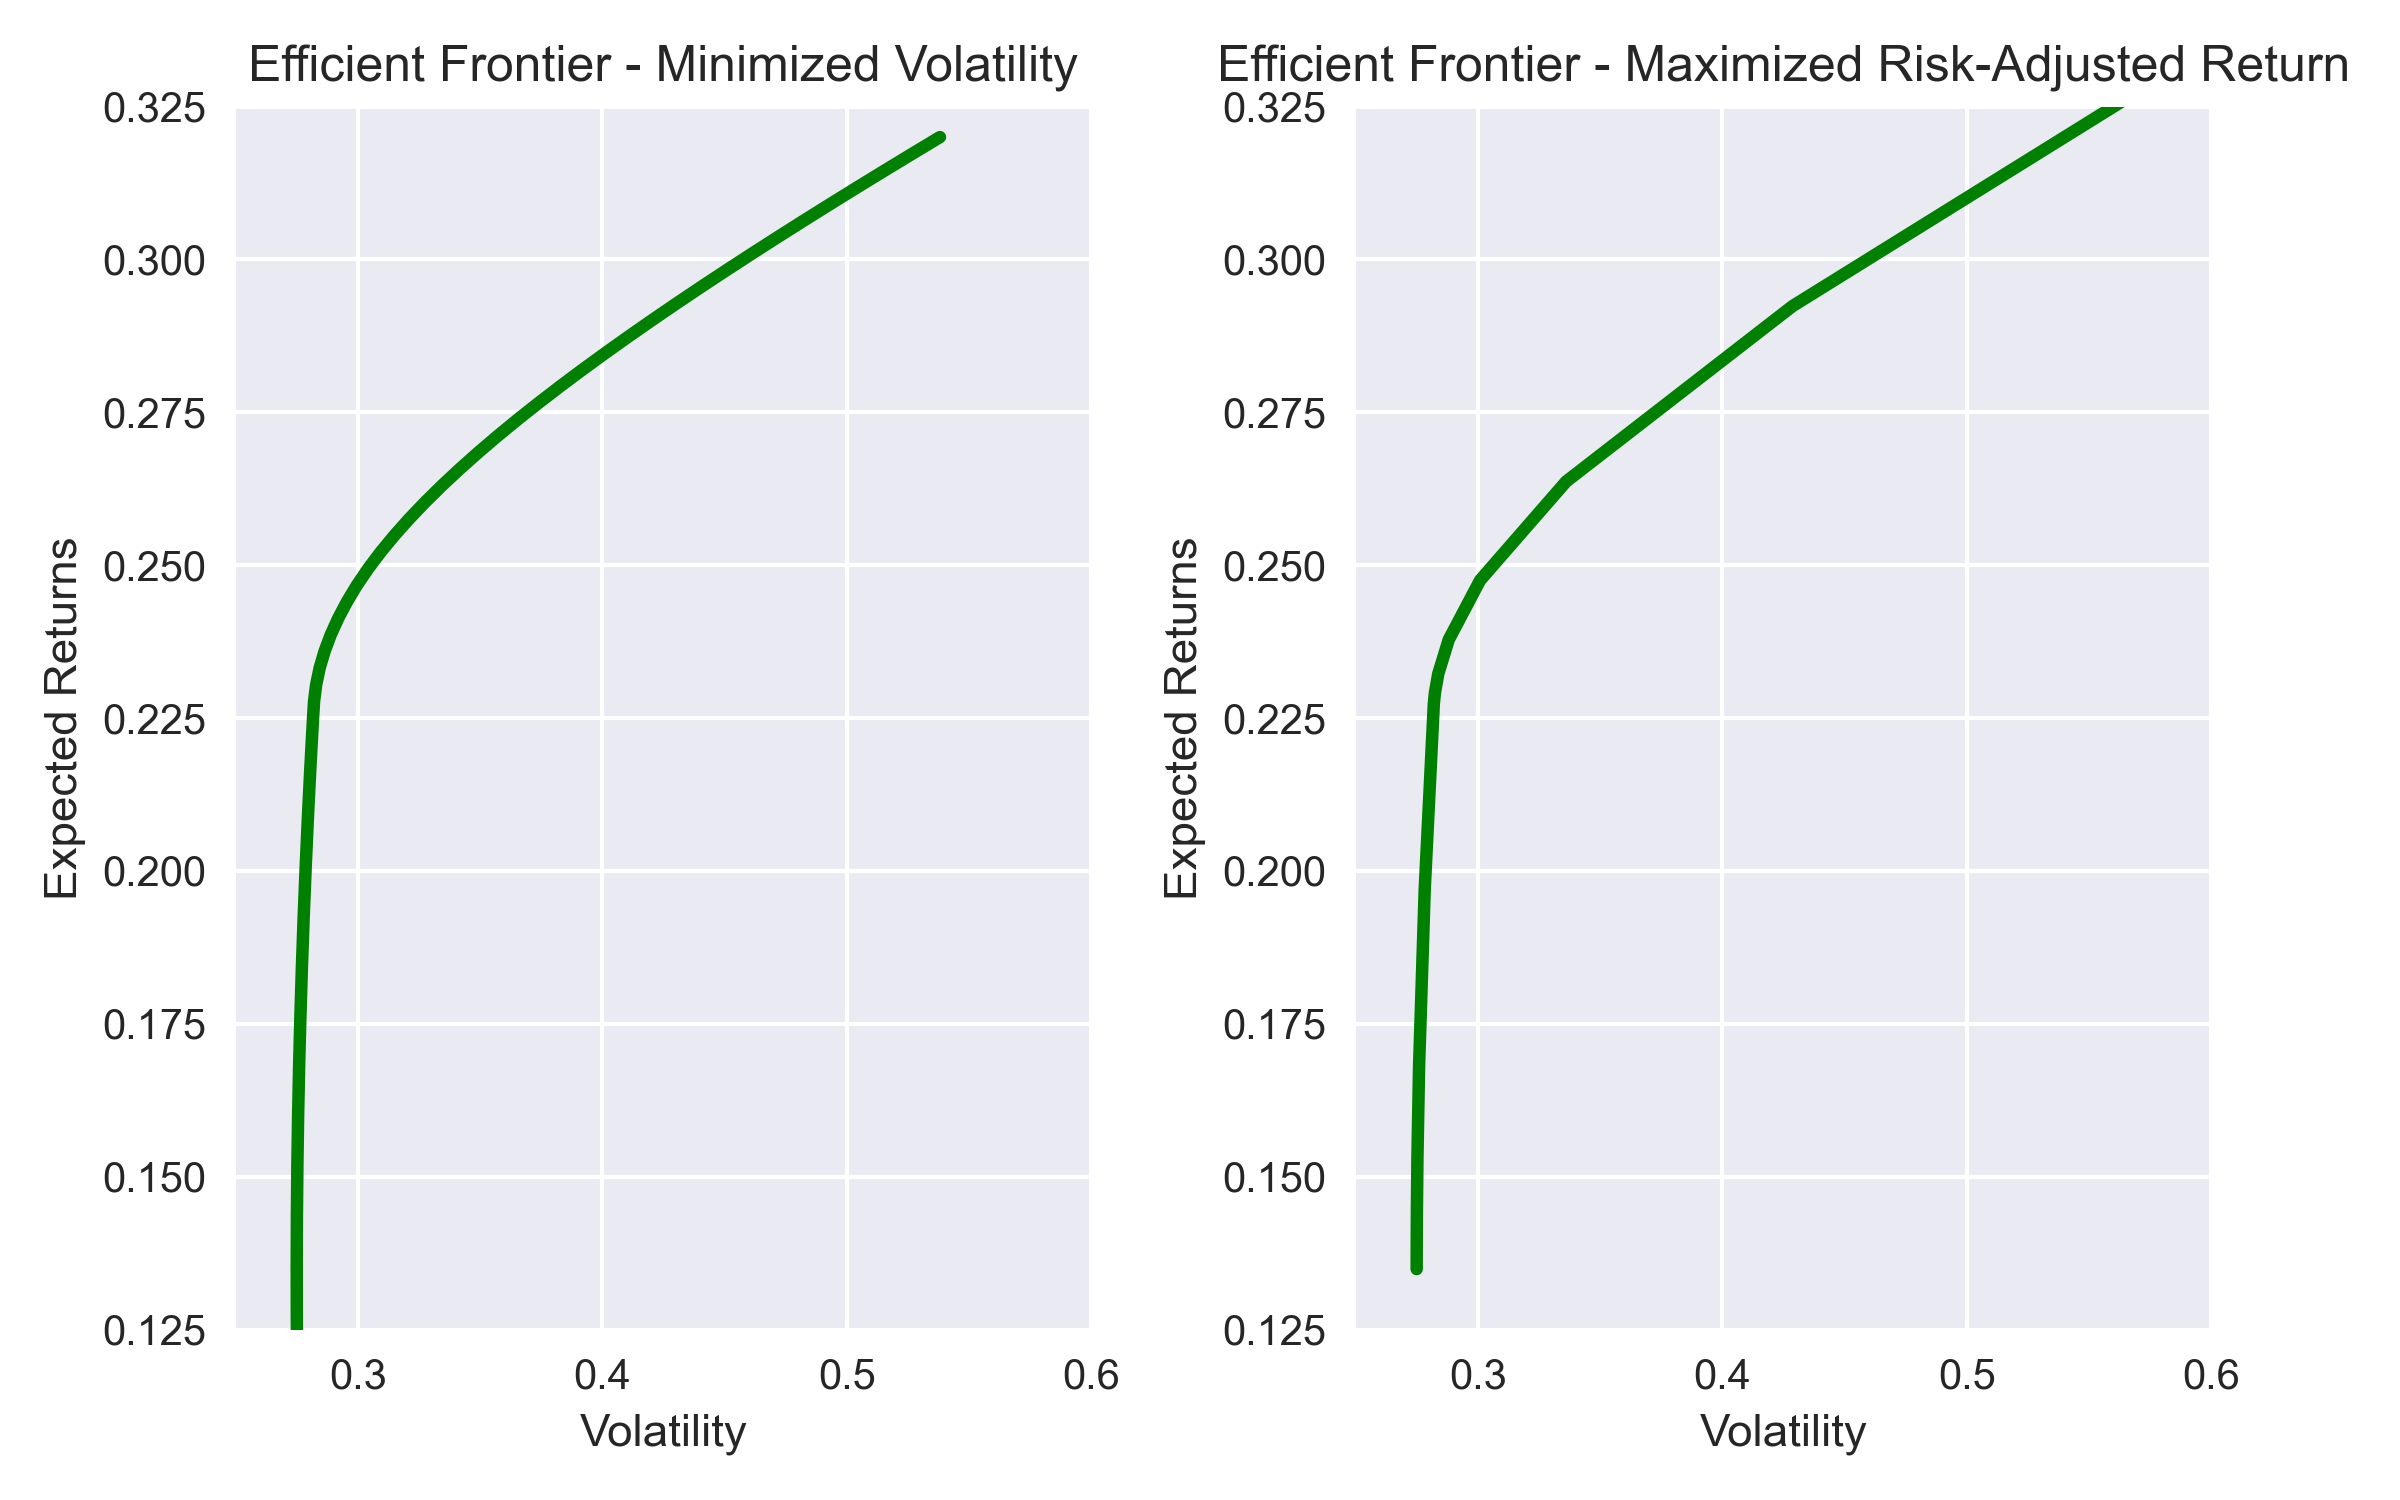 Efficient Frontier - Minimized Volatility
0.325
0.300
0.275
0.250
0.225
0.200
0.175
0.150
0.125
Expected Returns
0.3 0.4 0.5 0.6
Volatility
Efficient Frontier - Maximized Risk-Adjusted Return
0.325
0.300
0.275
0.250
0.225
0.200
0.175
0.150
0.125
Expected Returns
0.3 0.4 0.5 0.6
Volatility